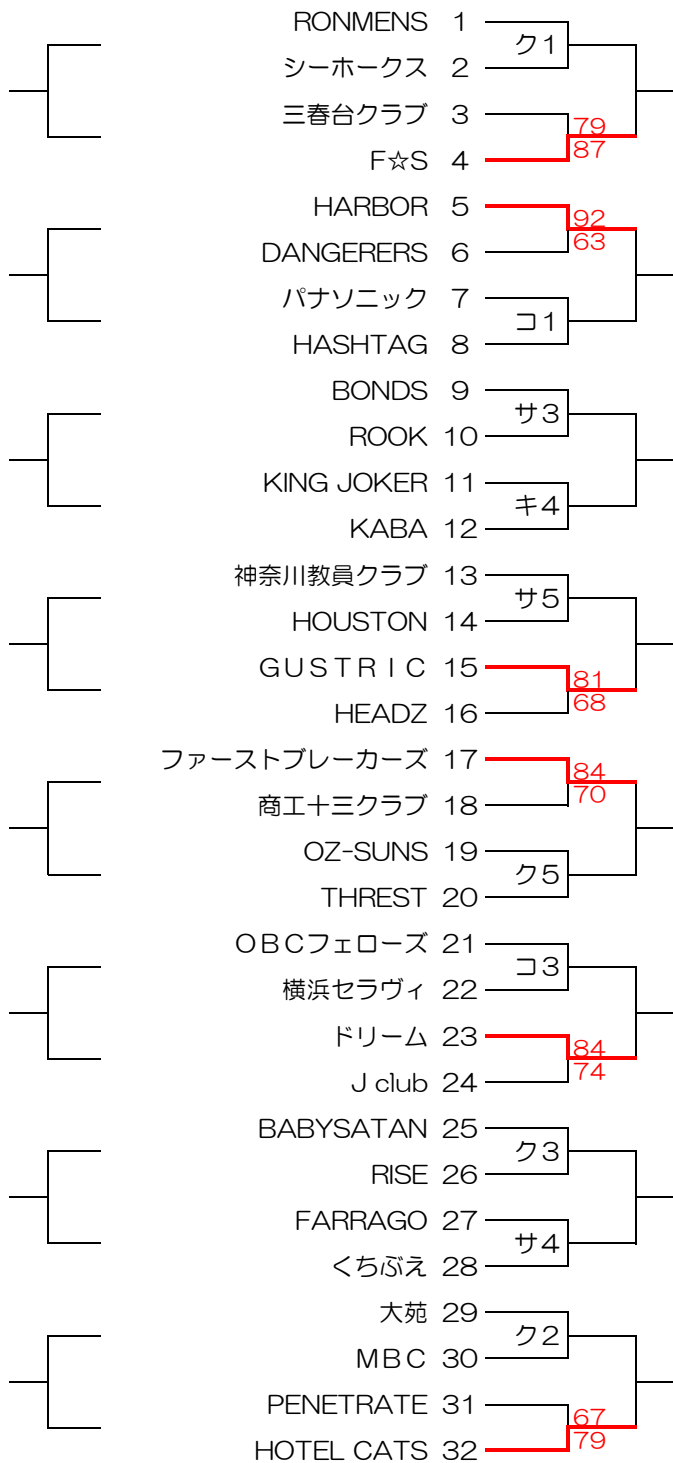 RONMENS 1
ク1
シーホークス 2
三春台クラブ 3
79
87
F☆S 4
HARBOR 5
92
63
DANGERERS 6
パナソニック 7
コ1
HASHTAG 8
BONDS 9
サ3
ROOK 10
KING JOKER 11
キ4
KABA 12
神奈川教員クラブ 13
サ5
HOUSTON 14
ＧＵＳＴＲＩＣ 15
81
68
HEADZ 16
ファーストブレーカーズ 17
84
70
商工十三クラブ 18
OZ-SUNS 19
ク5
THREST 20
ＯＢＣフェローズ 21
コ3
横浜セラヴィ 22
ドリーム 23
84
74
J club 24
BABYSATAN 25
ク3
RISE 26
FARRAGO 27
サ4
くちぶえ 28
大苑 29
ク2
ＭＢＣ 30
PENETRATE 31
67
79
HOTEL CATS 32